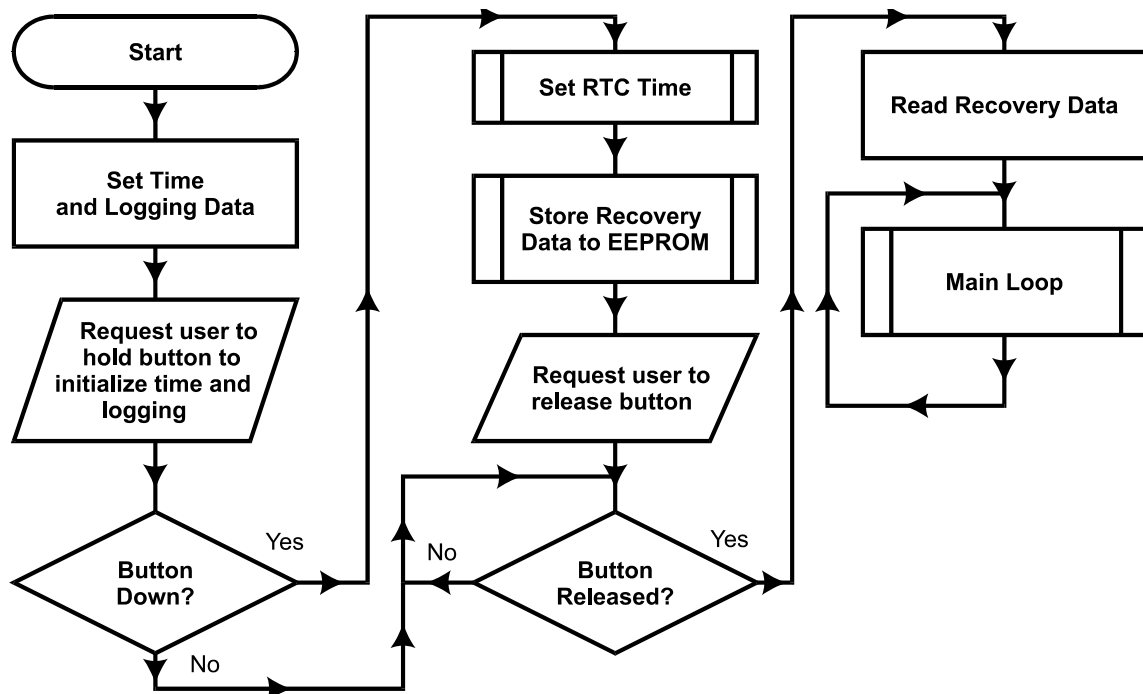 Start
Set Time
and Logging Data
Request user to
hold button to
initialize time and
logging
Button
Down?
Yes
No
Set RTC Time
Store Recovery
Data to EEPROM
Request user to
release button
Button
Released?
No
Yes
Read Recovery Data
Main Loop